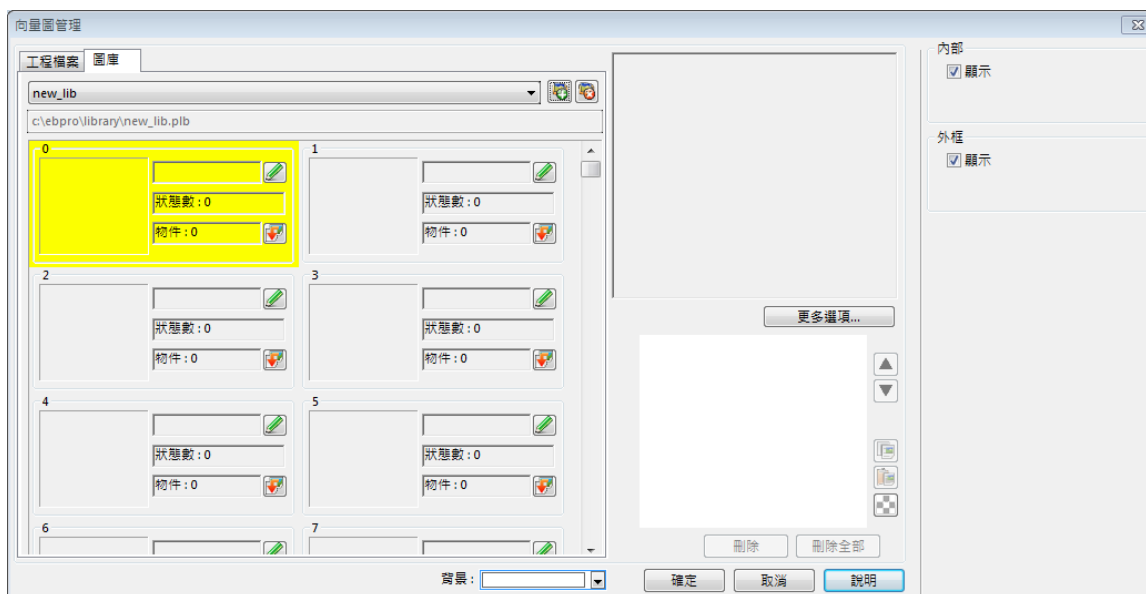 向量圖管理
工程檔案 圖庫
new_lib
c:\ebpro\library\new_lib.plb
0
狀態數 : 0
物件 : 0
1
狀態數 : 0
物件 : 0
2
狀態數 : 0
物件 : 0
3
狀態數 : 0
物件 : 0
4
狀態數 : 0
物件 : 0
5
狀態數 : 0
物件 : 0
6
7
更多選項...
刪除 刪除全部
背景 :
確定 取消 說明
內部
顯示
外框
顯示